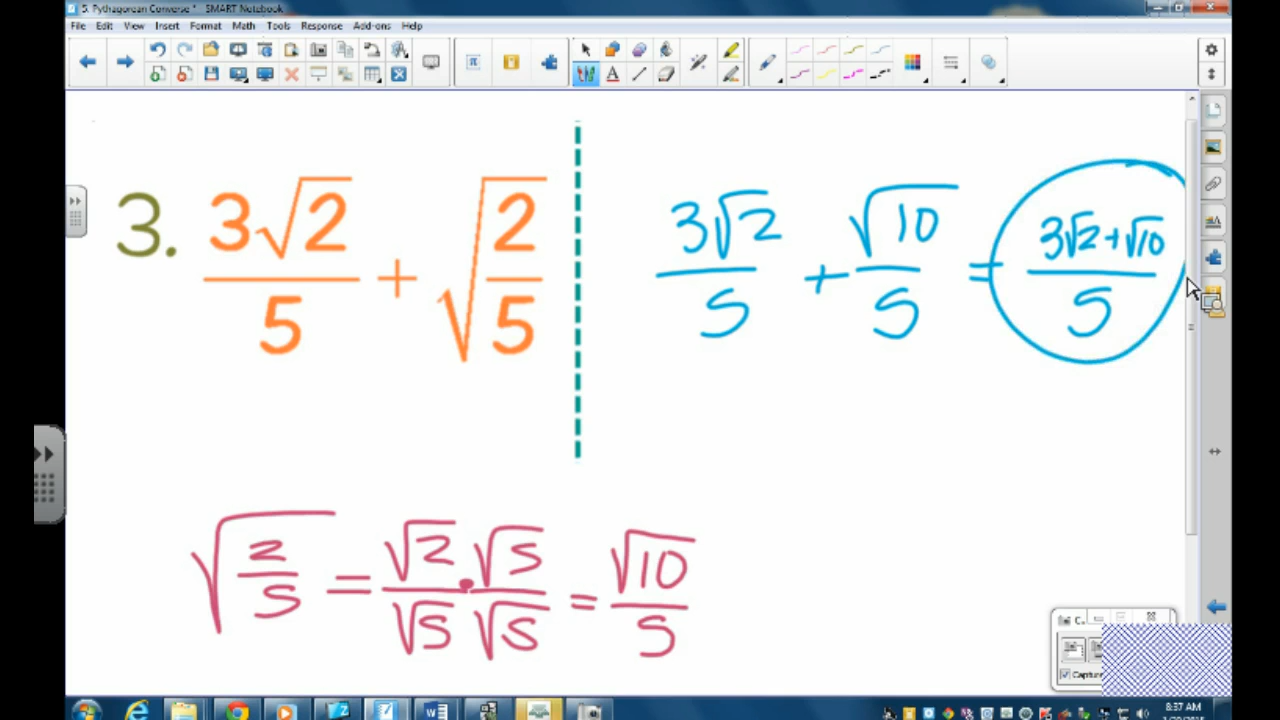 5. Pythagorean Converse * - SMART Notebook
File Edit View Insert Format Math Tools Response Add-ons Help
3. 3√2/5 + √(2/5)
3√2/5 + √10/5 = (3√2+√10)/5
√(2/5) = √2/√5 • √5/√5 = √10/5
C..
Capture
8:37 AM